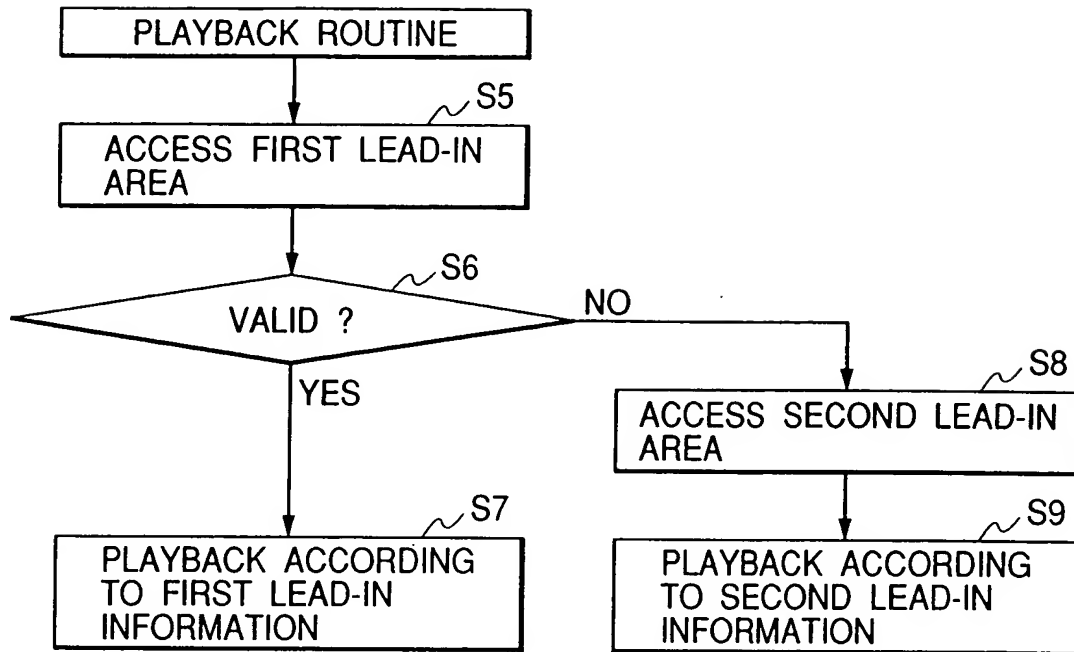 PLAYBACK ROUTINE
S5
ACCESS FIRST LEAD-IN
AREA
S6
VALID ?
NO
YES
S8
ACCESS SECOND LEAD-IN
AREA
S7
PLAYBACK ACCORDING
TO FIRST LEAD-IN
INFORMATION
S9
PLAYBACK ACCORDING
TO SECOND LEAD-IN
INFORMATION